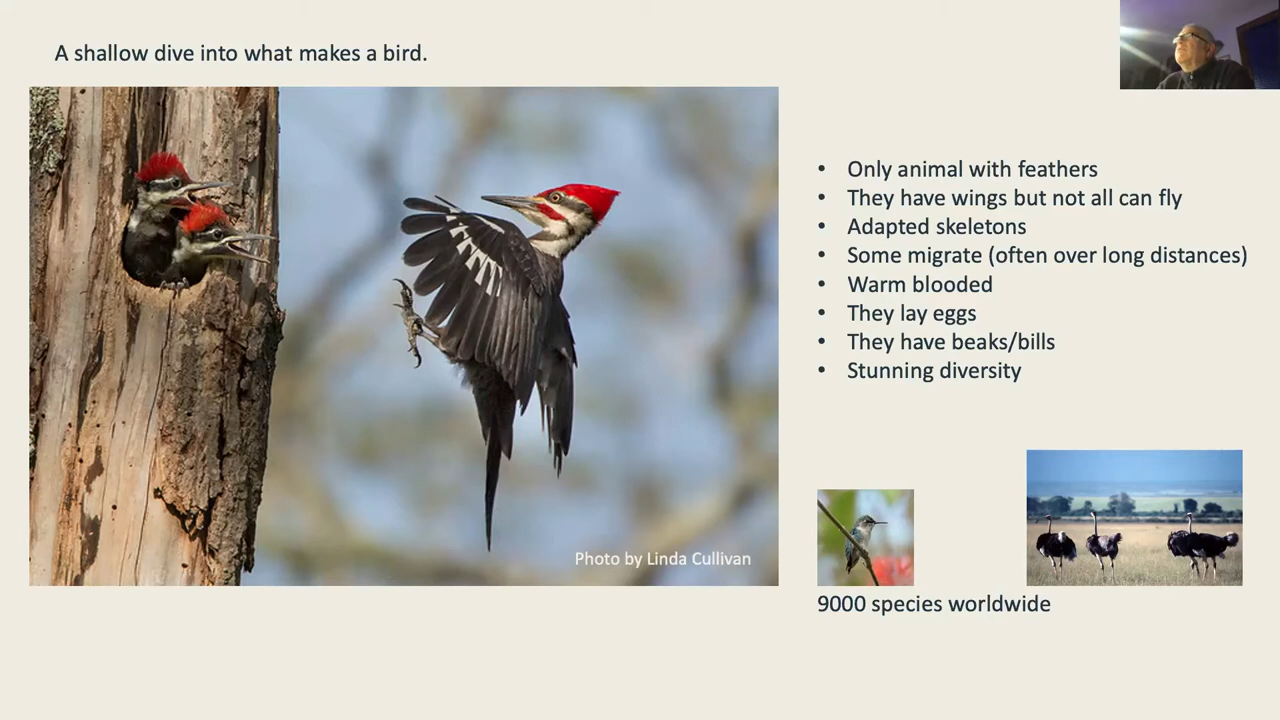 A shallow dive into what makes a bird.
• Only animal with feathers
• They have wings but not all can fly
• Adapted skeletons
• Some migrate (often over long distances)
• Warm blooded
• They lay eggs
• They have beaks/bills
• Stunning diversity
Photo by Linda Cullivan
9000 species worldwide